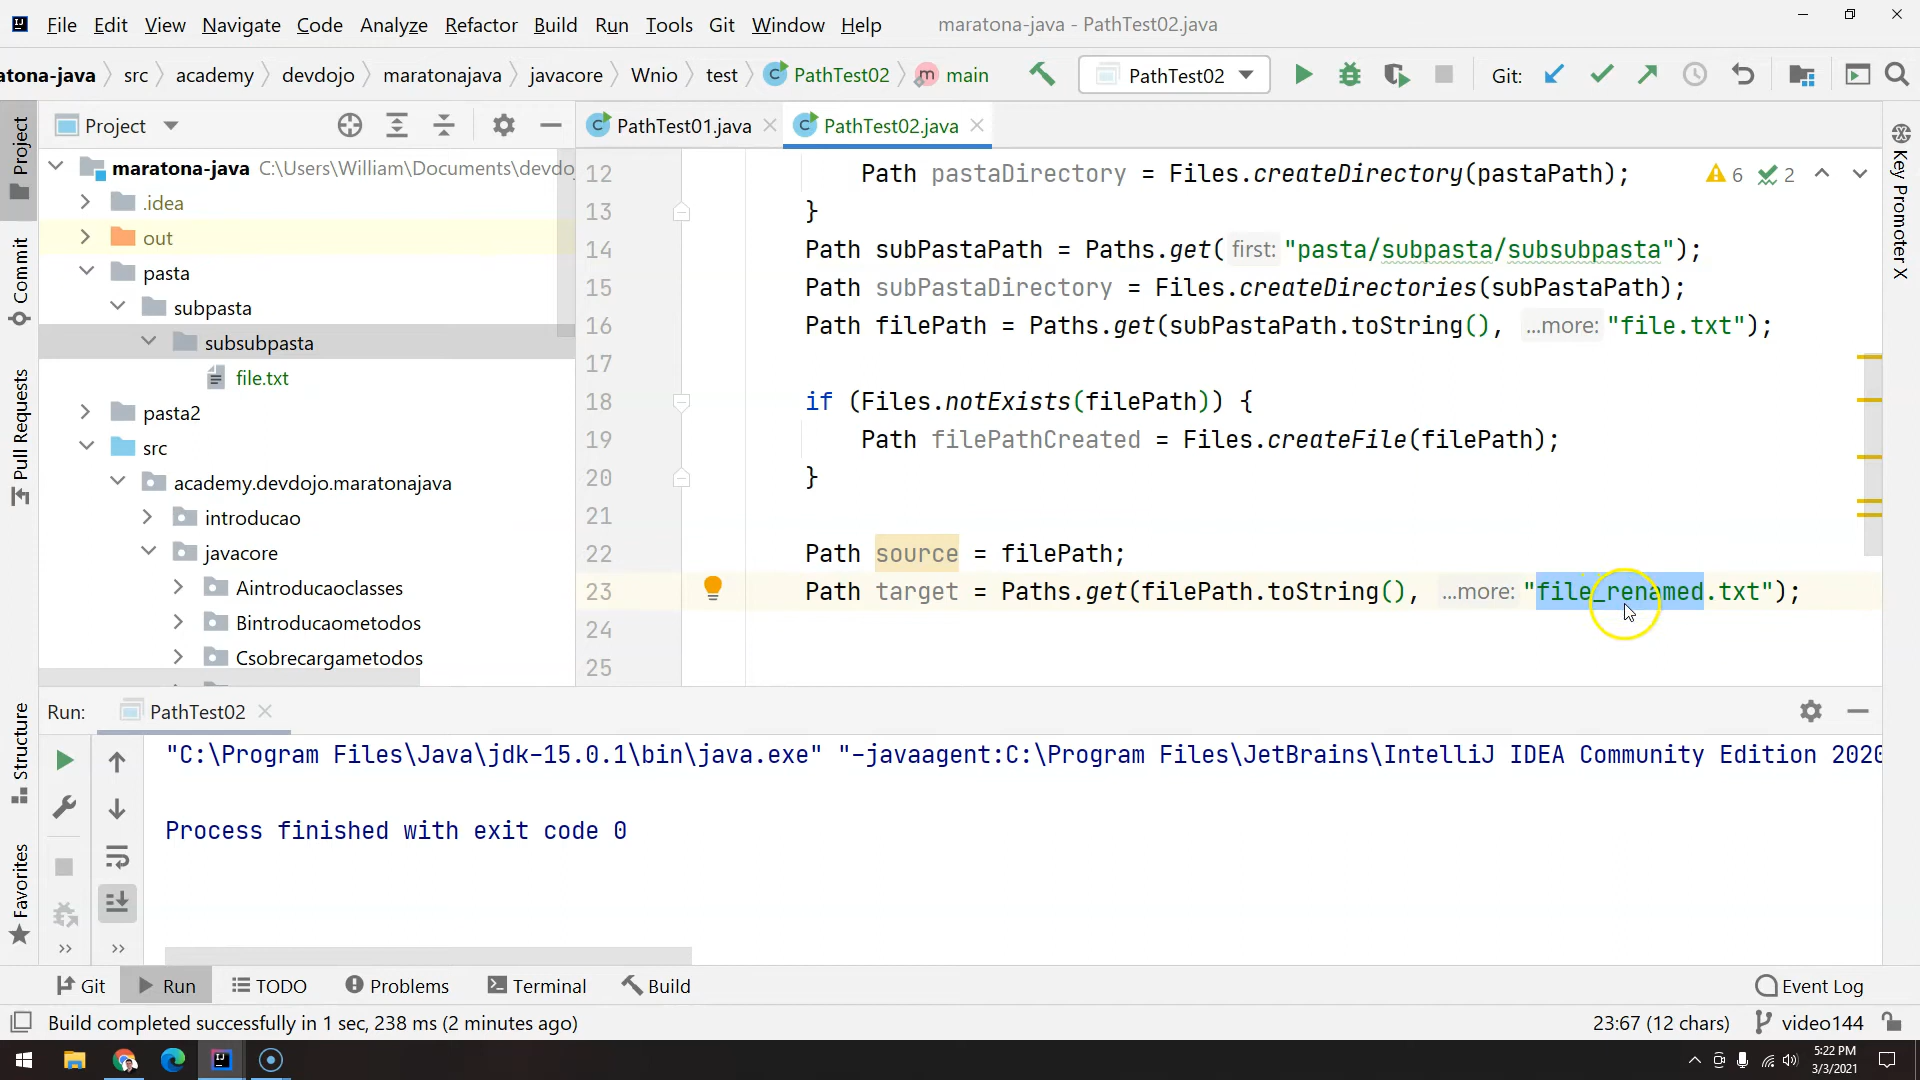 File Edit View Navigate Code Analyze Refactor Build Run Tools Git Window Help maratona-java - PathTest02.java
atona-java src academy devdojo maratonajava javacore Wnio test PathTest02 main PathTest02 Git:
Project
PathTest01.java
PathTest02.java
maratona-java C:\Users\William\Documents\devdo
.idea
out
pasta
subpasta
subsubpasta
file.txt
pasta2
src
academy.devdojo.maratonajava
introducao
javacore
Aintroducaoclasses
Bintroducaometodos
Csobrecargametodos
6 2
12 Path pastaDirectory = Files.createDirectory(pastaPath);
13 }
14 Path subPastaPath = Paths.get( first: "pasta/subpasta/subsubpasta");
15 Path subPastaDirectory = Files.createDirectories(subPastaPath);
16 Path filePath = Paths.get(subPastaPath.toString(), ...more: "file.txt");
17
18 if (Files.notExists(filePath)) {
19 Path filePathCreated = Files.createFile(filePath);
20 }
21
22 Path source = filePath;
23 Path target = Paths.get(filePath.toString(), ...more: "file_renamed.txt");
24
25
Project
Commit
Pull Requests
Structure
Favorites
Key Promoter X
Run: PathTest02
"C:\Program Files\Java\jdk-15.0.1\bin\java.exe" "-javaagent:C:\Program Files\JetBrains\IntelliJ IDEA Community Edition 2020
Process finished with exit code 0
Git Run TODO Problems Terminal Build Event Log
Build completed successfully in 1 sec, 238 ms (2 minutes ago) 23:67 (12 chars) video144
5:22 PM
3/3/2021